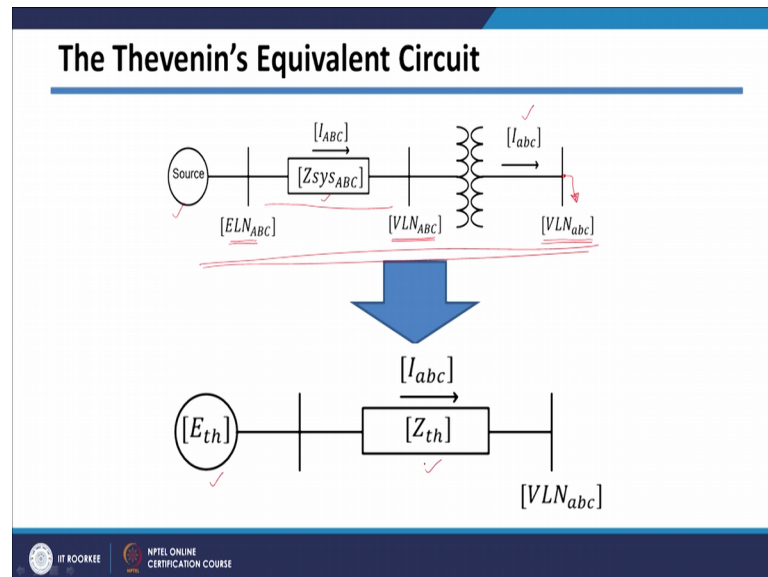 The Thevenin's Equivalent Circuit
[I_ABC]
[I_abc]
Source
[Zsys_ABC]
[ELN_ABC]
[VLN_ABC]
[VLN_abc]
[I_abc]
[E_th]
[Z_th]
[VLN_abc]
IIT ROORKEE
NPTEL ONLINE
CERTIFICATION COURSE